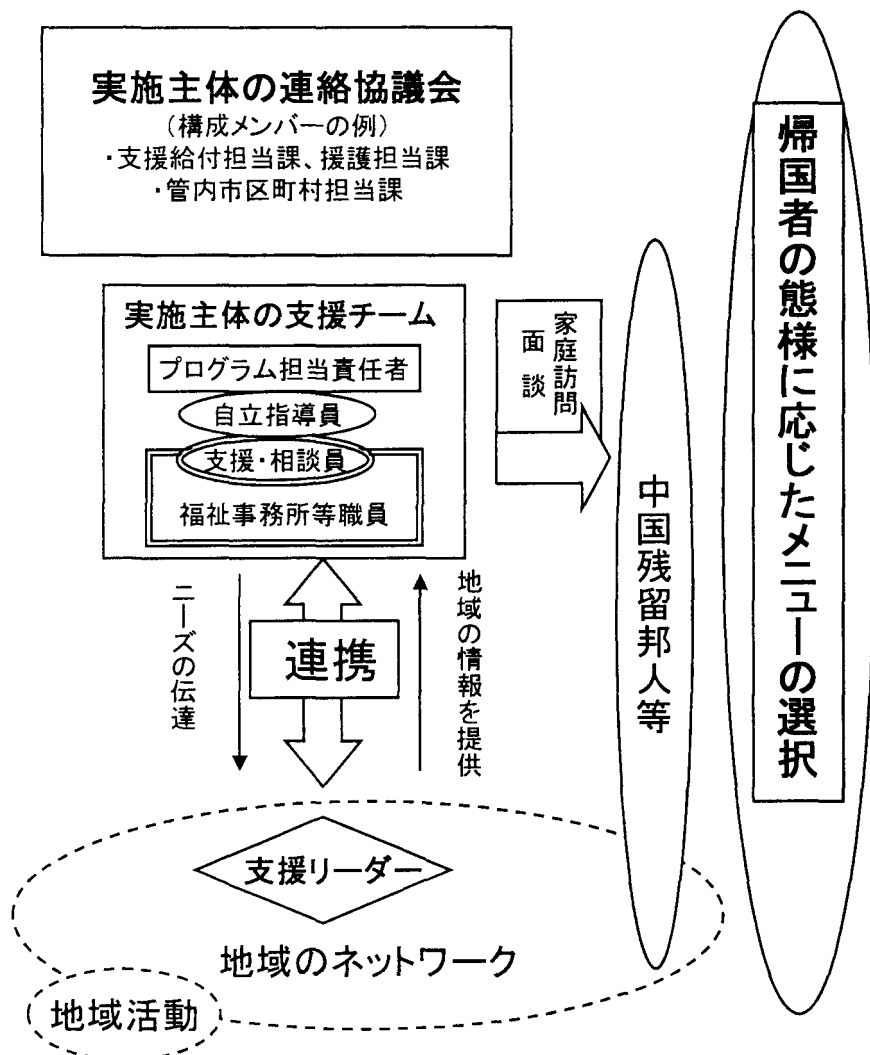 実施主体の連絡協議会
（構成メンバーの例）
・支援給付担当課、援護担当課
・管内市区町村担当課
実施主体の支援チーム
プログラム担当責任者
自立指導員
支援・相談員
福祉事務所等職員
家庭訪問
面談
ニーズの伝達
連携
地域の情報を提供
支援リーダー
地域のネットワーク
地域活動
中国残留邦人等
帰国者の態様に応じたメニューの選択